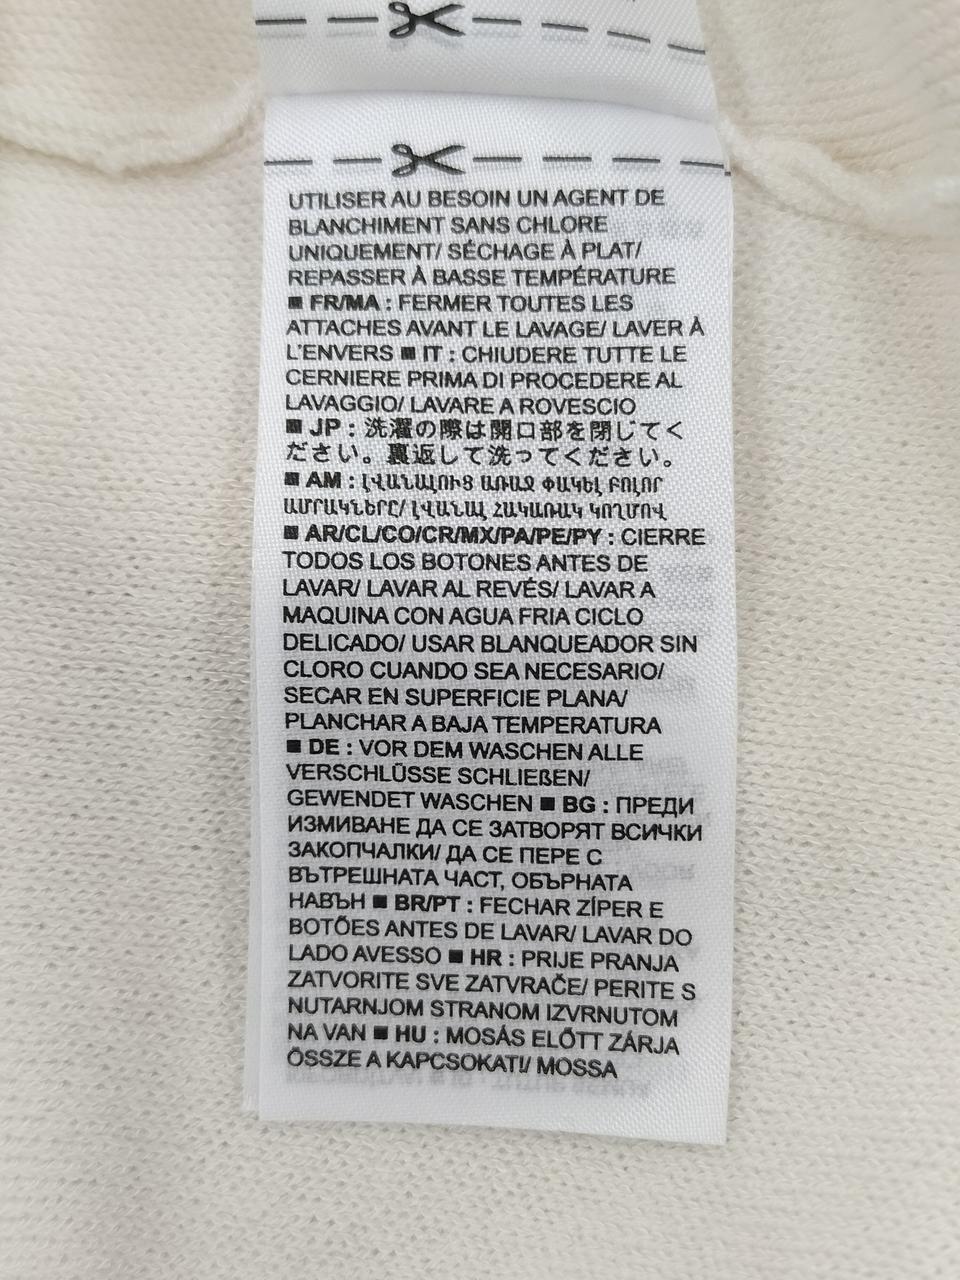 UTILISER AU BESOIN UN AGENT DE
BLANCHIMENT SANS CHLORE
UNIQUEMENT/ SÉCHAGE À PLAT/
REPASSER À BASSE TEMPÉRATURE
■ FR/MA : FERMER TOUTES LES
ATTACHES AVANT LE LAVAGE/ LAVER À
L'ENVERS ■ IT : CHIUDERE TUTTE LE
CERNIERE PRIMA DI PROCEDERE AL
LAVAGGIO/ LAVARE A ROVESCIO
■ JP : 洗濯の際は開口部を閉じてく
ださい。裏返して洗ってください。
■ AM : ԼՎԱՆԱԼՈՒՑ ԱՌԱՋ ՓԱԿԵԼ ԲՈԼՈՐ
ԱՄՐԱԿՆԵՐԸ/ ԼՎԱՆԱԼ ՀԱԿԱՌԱԿ ԿՈՂՄՈՎ
■ AR/CL/CO/CR/MX/PA/PE/PY : CIERRE
TODOS LOS BOTONES ANTES DE
LAVAR/ LAVAR AL REVÉS/ LAVAR A
MAQUINA CON AGUA FRIA CICLO
DELICADO/ USAR BLANQUEADOR SIN
CLORO CUANDO SEA NECESARIO/
SECAR EN SUPERFICIE PLANA/
PLANCHAR A BAJA TEMPERATURA
■ DE : VOR DEM WASCHEN ALLE
VERSCHLÜSSE SCHLIEßEN/
GEWENDET WASCHEN ■ BG : ПРЕДИ
ИЗМИВАНЕ ДА СЕ ЗАТВОРЯТ ВСИЧКИ
ЗАКОПЧАЛКИ/ ДА СЕ ПЕРЕ С
ВЪТРЕШНАТА ЧАСТ, ОБЪРНАТА
НАВЪН ■ BR/PT : FECHAR ZÍPER E
BOTÕES ANTES DE LAVAR/ LAVAR DO
LADO AVESSO ■ HR : PRIJE PRANJA
ZATVORITE SVE ZATVRAČE/ PERITE S
NUTARNJOM STRANOM IZVRNUTOM
NA VAN ■ HU : MOSÁS ELŐTT ZÁRJA
ÖSSZE A KAPCSOKAT!/ MOSSA